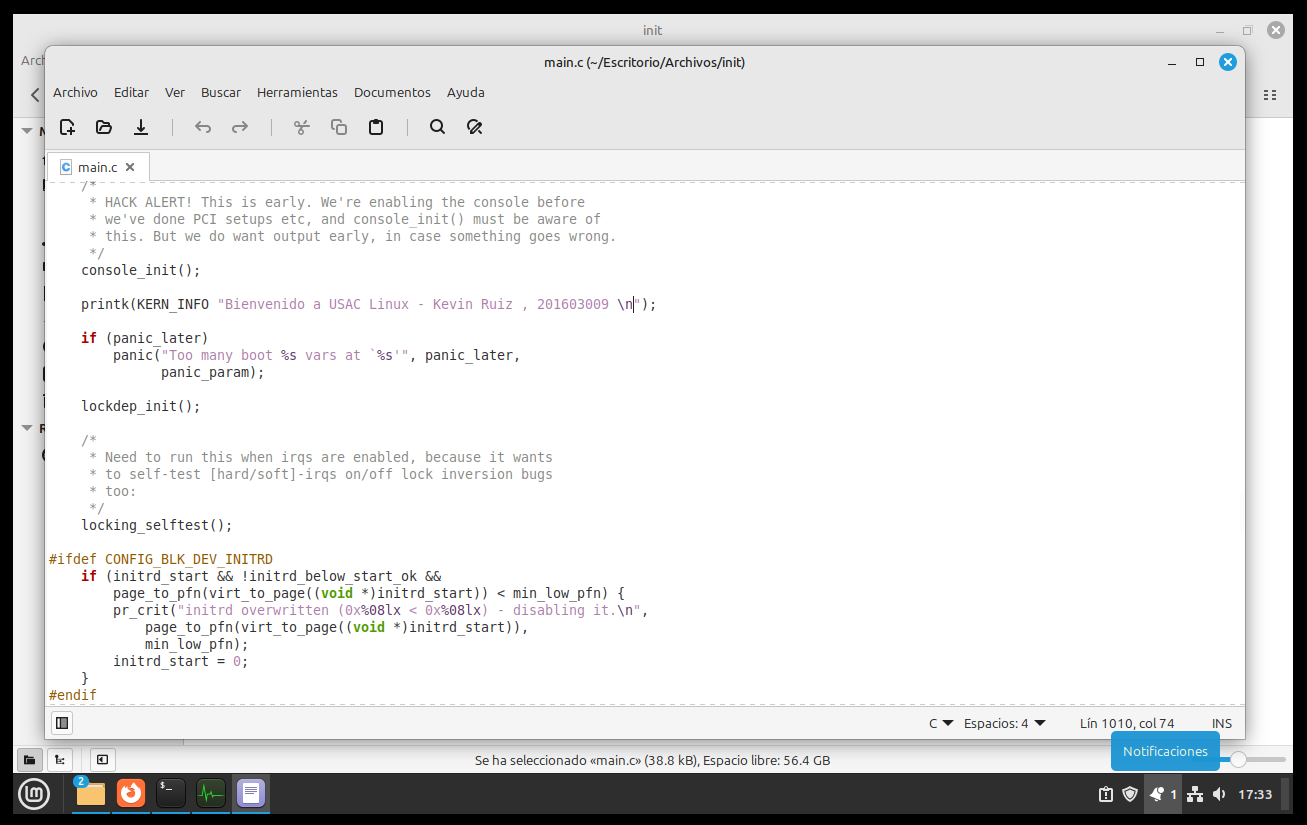 init
Arch
main.c (~/Escritorio/Archivos/init)
Archivo Editar Ver Buscar Herramientas Documentos Ayuda
main.c
/*
* HACK ALERT! This is early. We're enabling the console before
* we've done PCI setups etc, and console_init() must be aware of
* this. But we do want output early, in case something goes wrong.
*/
console_init();
printk(KERN_INFO "Bienvenido a USAC Linux - Kevin Ruiz , 201603009 \n");
if (panic_later)
panic("Too many boot %s vars at `%s'", panic_later,
panic_param);
lockdep_init();
/*
* Need to run this when irqs are enabled, because it wants
* to self-test [hard/soft]-irqs on/off lock inversion bugs
* too:
*/
locking_selftest();
#ifdef CONFIG_BLK_DEV_INITRD
if (initrd_start && !initrd_below_start_ok &&
page_to_pfn(virt_to_page((void *)initrd_start)) < min_low_pfn) {
pr_crit("initrd overwritten (0x%08lx < 0x%08lx) - disabling it.\n",
page_to_pfn(virt_to_page((void *)initrd_start)),
min_low_pfn);
initrd_start = 0;
}
#endif
C Espacios: 4 Lín 1010, col 74 INS
Notificaciones
Se ha seleccionado «main.c» (38.8 kB), Espacio libre: 56.4 GB
2
1 17:33